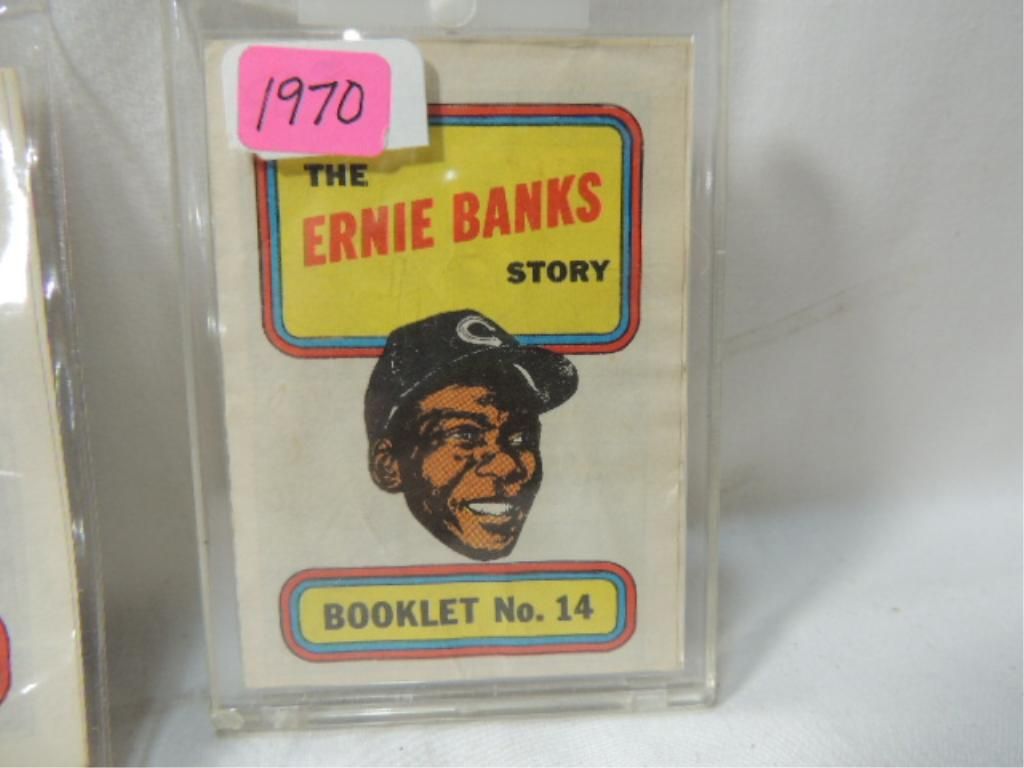 1970
THE
ERNIE BANKS
STORY
C
BOOKLET No. 14